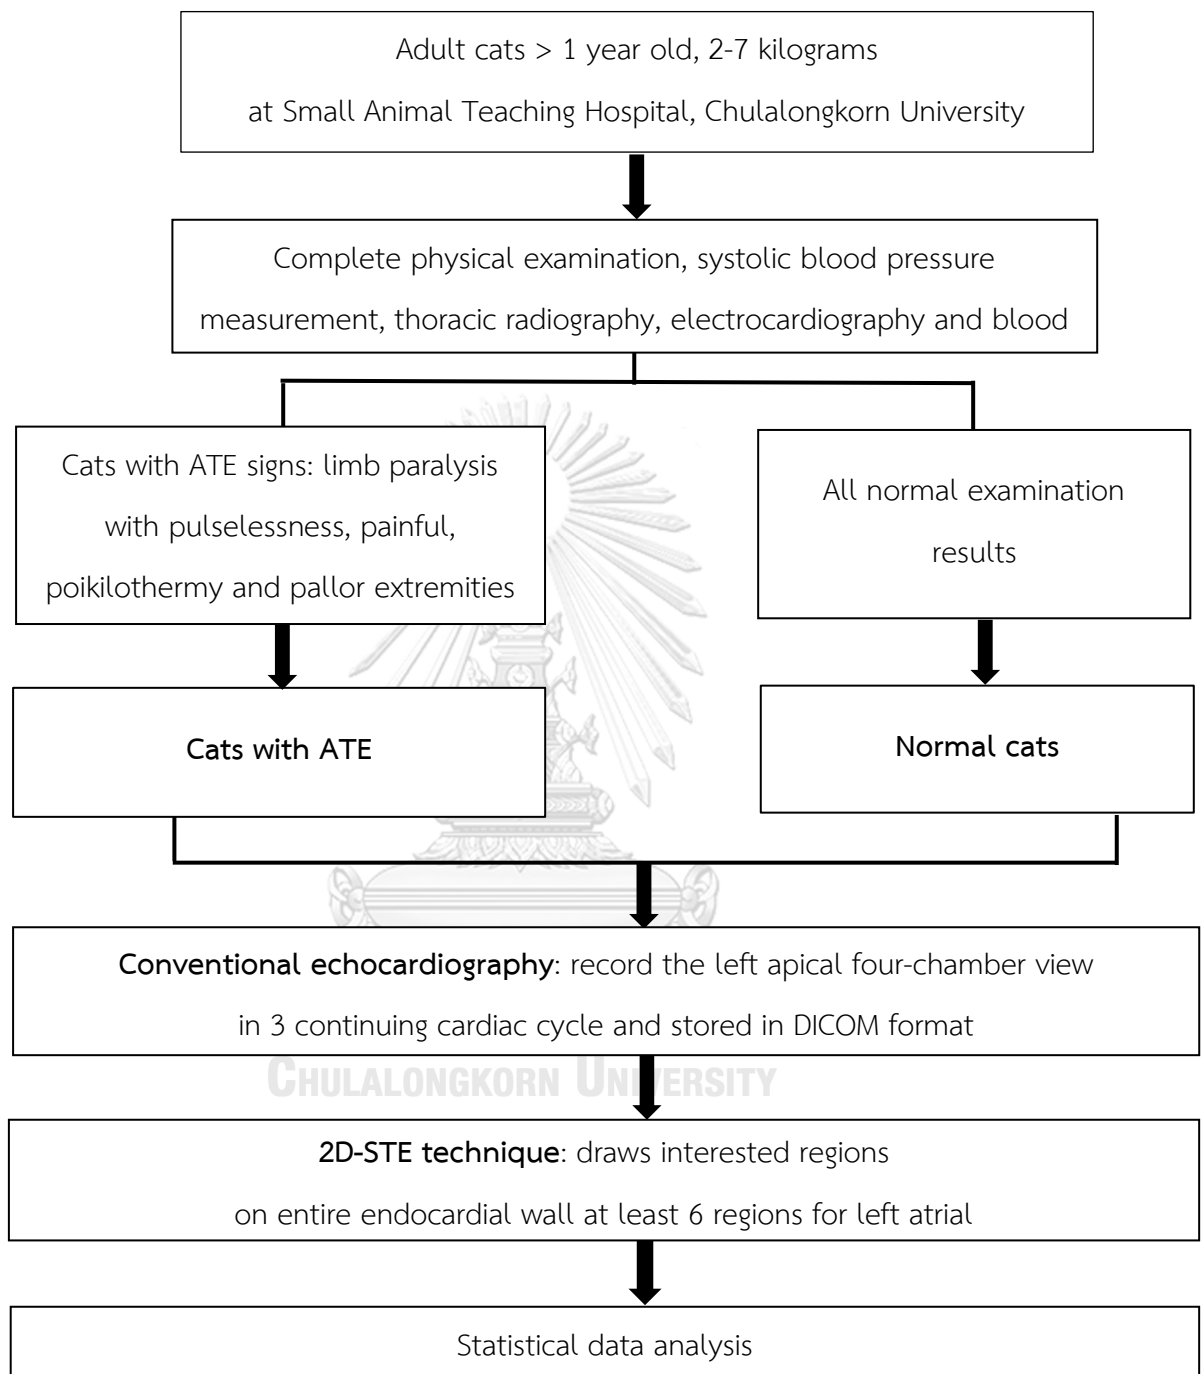 Adult cats > 1 year old, 2-7 kilograms
at Small Animal Teaching Hospital, Chulalongkorn University
Complete physical examination, systolic blood pressure
measurement, thoracic radiography, electrocardiography and blood
Cats with ATE signs: limb paralysis
with pulselessness, painful,
poikilothermy and pallor extremities
All normal examination
results
Cats with ATE
Normal cats
Conventional echocardiography: record the left apical four-chamber view
in 3 continuing cardiac cycle and stored in DICOM format
CHULALONGKORN UNIVERSITY
2D-STE technique: draws interested regions
on entire endocardial wall at least 6 regions for left atrial
Statistical data analysis